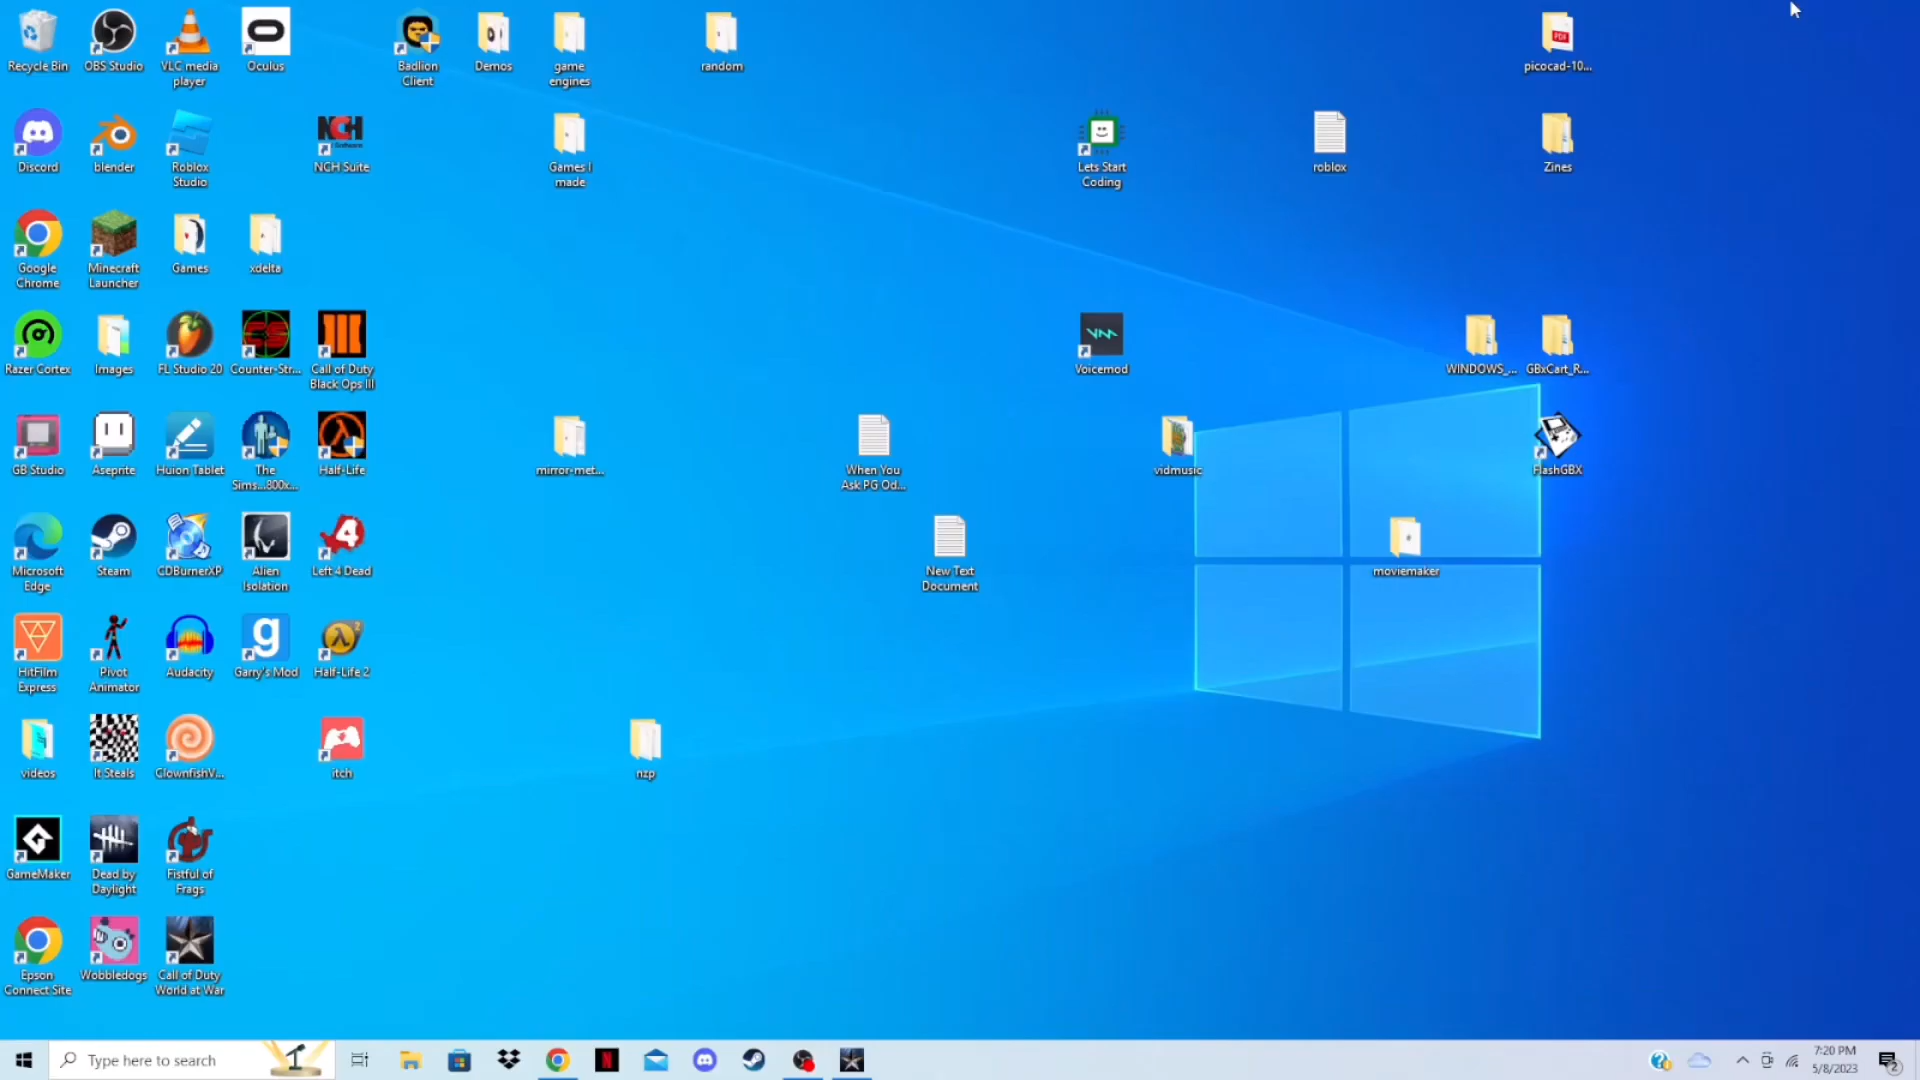 Recycle Bin
OBS Studio
VLC media
player
Oculus
Badlion
Client
Demos
game
engines
random
picocad-10...
Discord
blender
Roblox
Studio
NCH
NCH Suite
Games I
made
Lets Start
Coding
roblox
Zines
Google
Chrome
Minecraft
Launcher
Games
xdelta
Razer Cortex
Images
FL Studio 20
Counter-Str...
Call of Duty
Black Ops III
Voicemod
WINDOWS_...
GBxCart_R...
GB Studio
Aseprite
Huion Tablet
The
Sims...800x...
Half-Life
mirror-met...
When You
Ask PG Od...
vidmusic
FlashGBX
Microsoft
Edge
Steam
CDBurnerXP
Alien
Isolation
Left 4 Dead
New Text
Document
moviemaker
HitFilm
Express
Pivot
Animator
Audacity
Garry's Mod
Half-Life 2
videos
It Steals
ClownfishV...
itch
nzp
GameMaker
Dead by
Daylight
Fistful of
Frags
Epson
Connect Site
Wobbledogs
Call of Duty
World at War
Type here to search
7:20 PM
5/8/2023
2